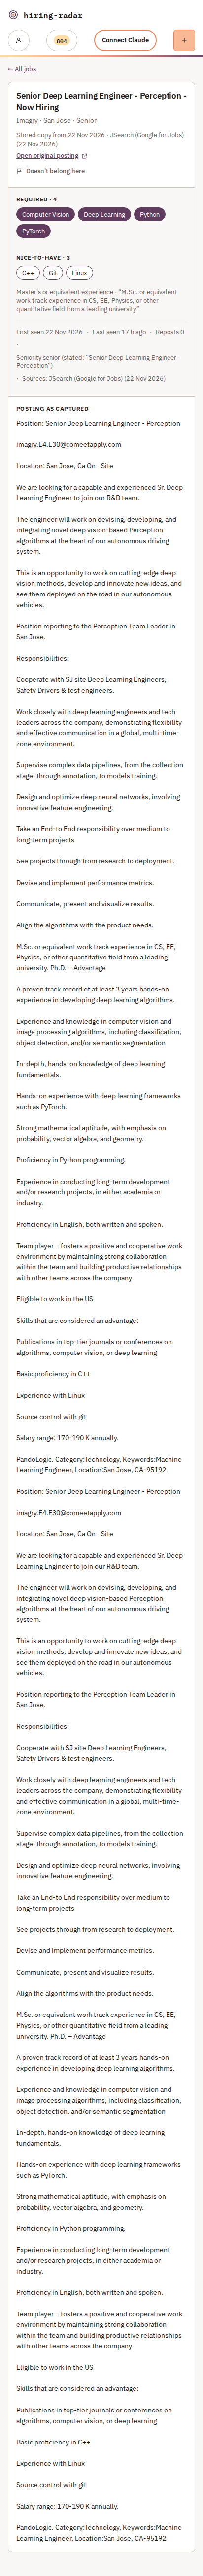 hiring-radar
804
Connect Claude
+
← All jobs
Senior Deep Learning Engineer - Perception -
Now Hiring
Imagry · San Jose · Senior
Stored copy from 22 Nov 2026 · JSearch (Google for Jobs)
(22 Nov 2026)
Open original posting
Doesn't belong here
REQUIRED · 4
Computer Vision
Deep Learning
Python
PyTorch
NICE-TO-HAVE · 3
C++
Git
Linux
Master's or equivalent experience · "M.Sc. or equivalent
work track experience in CS, EE, Physics, or other
quantitative field from a leading university"
First seen 22 Nov 2026 · Last seen 17 h ago · Reposts 0
·
Seniority senior (stated: "Senior Deep Learning Engineer -
Perception")
· Sources: JSearch (Google for Jobs) (22 Nov 2026)
POSTING AS CAPTURED
Position: Senior Deep Learning Engineer - Perception
imagry.E4.E30@comeetapply.com
Location: San Jose, Ca On—Site
We are looking for a capable and experienced Sr. Deep
Learning Engineer to join our R&D team.
The engineer will work on devising, developing, and
integrating novel deep vision-based Perception
algorithms at the heart of our autonomous driving
system.
This is an opportunity to work on cutting-edge deep
vision methods, develop and innovate new ideas, and
see them deployed on the road in our autonomous
vehicles.
Position reporting to the Perception Team Leader in
San Jose.
Responsibilities:
Cooperate with SJ site Deep Learning Engineers,
Safety Drivers & test engineers.
Work closely with deep learning engineers and tech
leaders across the company, demonstrating flexibility
and effective communication in a global, multi-time-
zone environment.
Supervise complex data pipelines, from the collection
stage, through annotation, to models training.
Design and optimize deep neural networks, involving
innovative feature engineering.
Take an End-to End responsibility over medium to
long-term projects
See projects through from research to deployment.
Devise and implement performance metrics.
Communicate, present and visualize results.
Align the algorithms with the product needs.
M.Sc. or equivalent work track experience in CS, EE,
Physics, or other quantitative field from a leading
university. Ph.D. – Advantage
A proven track record of at least 3 years hands-on
experience in developing deep learning algorithms.
Experience and knowledge in computer vision and
image processing algorithms, including classification,
object detection, and/or semantic segmentation
In-depth, hands-on knowledge of deep learning
fundamentals.
Hands-on experience with deep learning frameworks
such as PyTorch.
Strong mathematical aptitude, with emphasis on
probability, vector algebra, and geometry.
Proficiency in Python programming.
Experience in conducting long-term development
and/or research projects, in either academia or
industry.
Proficiency in English, both written and spoken.
Team player – fosters a positive and cooperative work
environment by maintaining strong collaboration
within the team and building productive relationships
with other teams across the company
Eligible to work in the US
Skills that are considered an advantage:
Publications in top-tier journals or conferences on
algorithms, computer vision, or deep learning
Basic proficiency in C++
Experience with Linux
Source control with git
Salary range: 170-190 K annually.
PandoLogic. Category:Technology, Keywords:Machine
Learning Engineer, Location:San Jose, CA-95192
Position: Senior Deep Learning Engineer - Perception
imagry.E4.E30@comeetapply.com
Location: San Jose, Ca On—Site
We are looking for a capable and experienced Sr. Deep
Learning Engineer to join our R&D team.
The engineer will work on devising, developing, and
integrating novel deep vision-based Perception
algorithms at the heart of our autonomous driving
system.
This is an opportunity to work on cutting-edge deep
vision methods, develop and innovate new ideas, and
see them deployed on the road in our autonomous
vehicles.
Position reporting to the Perception Team Leader in
San Jose.
Responsibilities:
Cooperate with SJ site Deep Learning Engineers,
Safety Drivers & test engineers.
Work closely with deep learning engineers and tech
leaders across the company, demonstrating flexibility
and effective communication in a global, multi-time-
zone environment.
Supervise complex data pipelines, from the collection
stage, through annotation, to models training.
Design and optimize deep neural networks, involving
innovative feature engineering.
Take an End-to End responsibility over medium to
long-term projects
See projects through from research to deployment.
Devise and implement performance metrics.
Communicate, present and visualize results.
Align the algorithms with the product needs.
M.Sc. or equivalent work track experience in CS, EE,
Physics, or other quantitative field from a leading
university. Ph.D. – Advantage
A proven track record of at least 3 years hands-on
experience in developing deep learning algorithms.
Experience and knowledge in computer vision and
image processing algorithms, including classification,
object detection, and/or semantic segmentation
In-depth, hands-on knowledge of deep learning
fundamentals.
Hands-on experience with deep learning frameworks
such as PyTorch.
Strong mathematical aptitude, with emphasis on
probability, vector algebra, and geometry.
Proficiency in Python programming.
Experience in conducting long-term development
and/or research projects, in either academia or
industry.
Proficiency in English, both written and spoken.
Team player – fosters a positive and cooperative work
environment by maintaining strong collaboration
within the team and building productive relationships
with other teams across the company
Eligible to work in the US
Skills that are considered an advantage:
Publications in top-tier journals or conferences on
algorithms, computer vision, or deep learning
Basic proficiency in C++
Experience with Linux
Source control with git
Salary range: 170-190 K annually.
PandoLogic. Category:Technology, Keywords:Machine
Learning Engineer, Location:San Jose, CA-95192